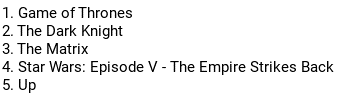 1. Game of Thrones
2. The Dark Knight
3. The Matrix
4. Star Wars: Episode V - The Empire Strikes Back
5. Up